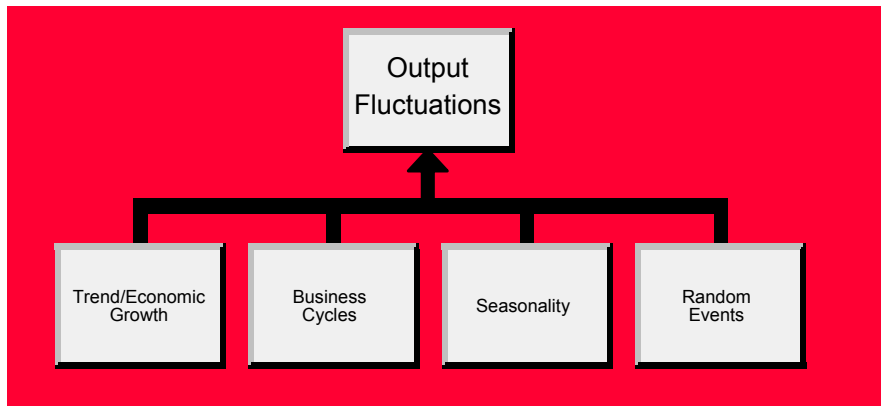 Output
Fluctuations
Trend/Economic
Growth
Business
Cycles
Seasonality
Random
Events